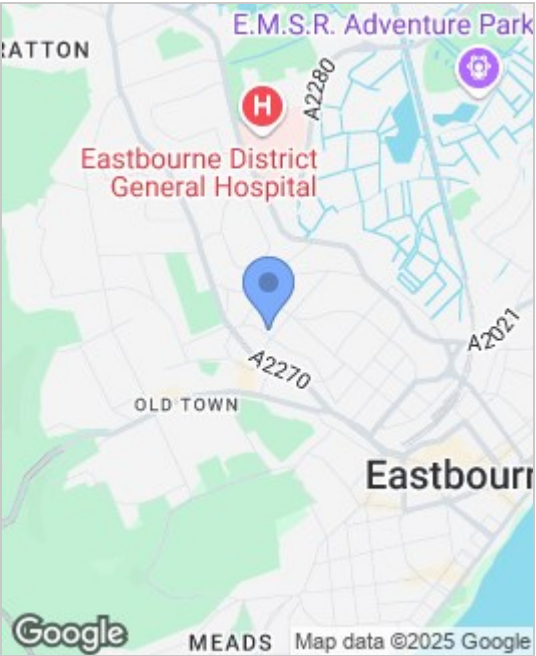 E.M.S.R. Adventure Park
RATTON
A2280
H
Eastbourne District
General Hospital
A2021
A2270
OLD TOWN
Eastbourn
Google
MEADS
Map data ©2025 Google